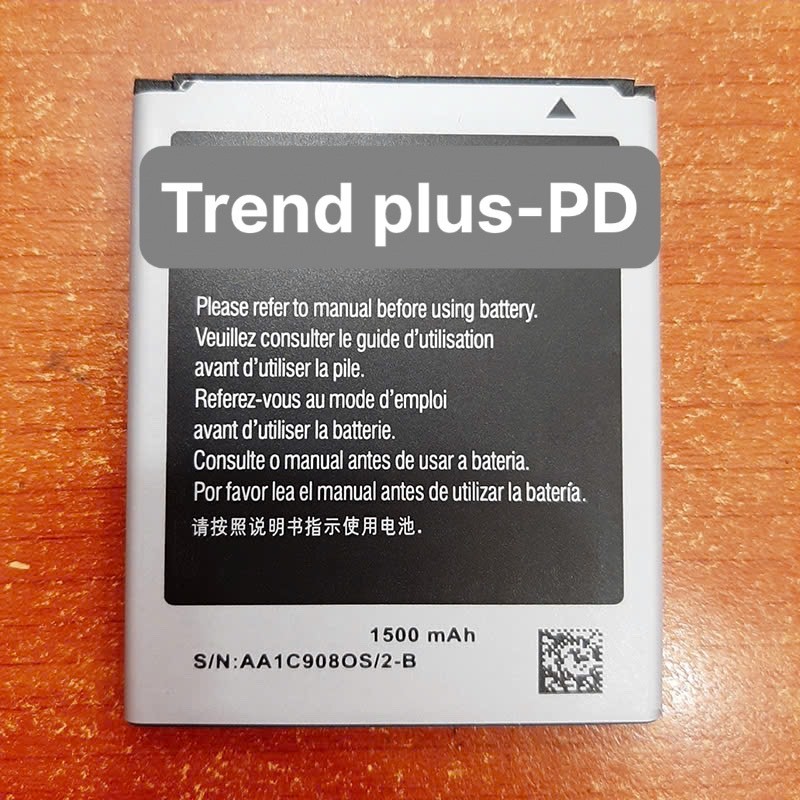 Trend plus-PD
Please refer to manual before using battery.
Veuillez consulter le guide d'utilisation
avant d'utiliser la pile.
Referez-vous au mode d'emploi
avant d'utiliser la batterie.
Consulte o manual antes de usar a bateria.
Por favor lea el manual antes de utilizar la batería.
请按照说明书指示使用电池.
1500 mAh
S/N:AA1C908OS/2-B